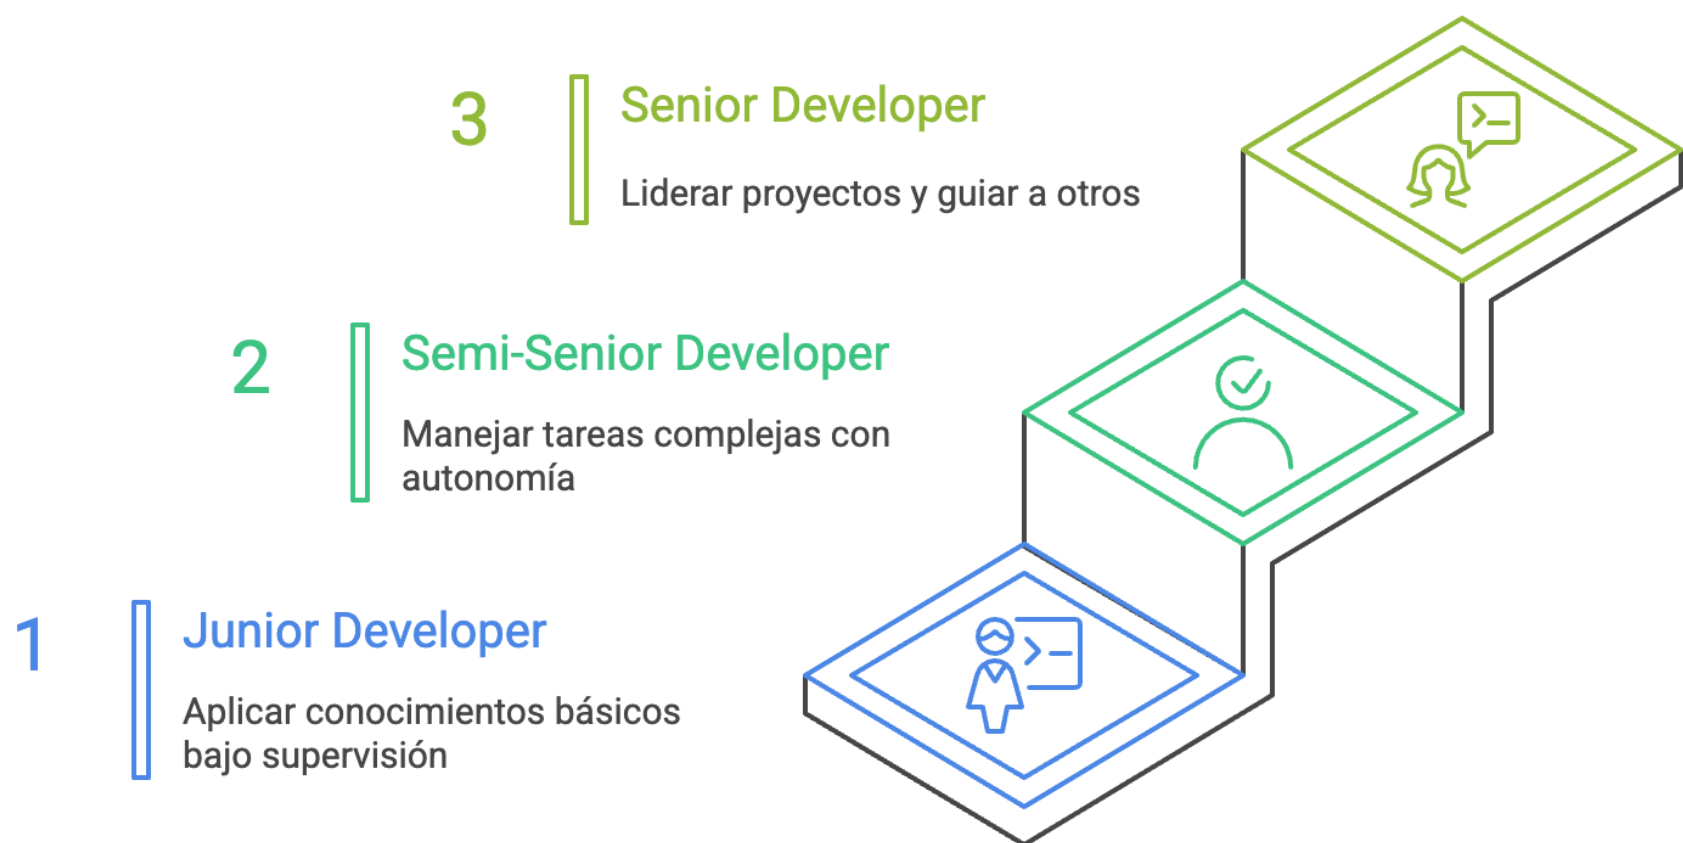 3
Senior Developer
Liderar proyectos y guiar a otros
2
Semi-Senior Developer
Manejar tareas complejas con
autonomía
1
Junior Developer
Aplicar conocimientos básicos
bajo supervisión